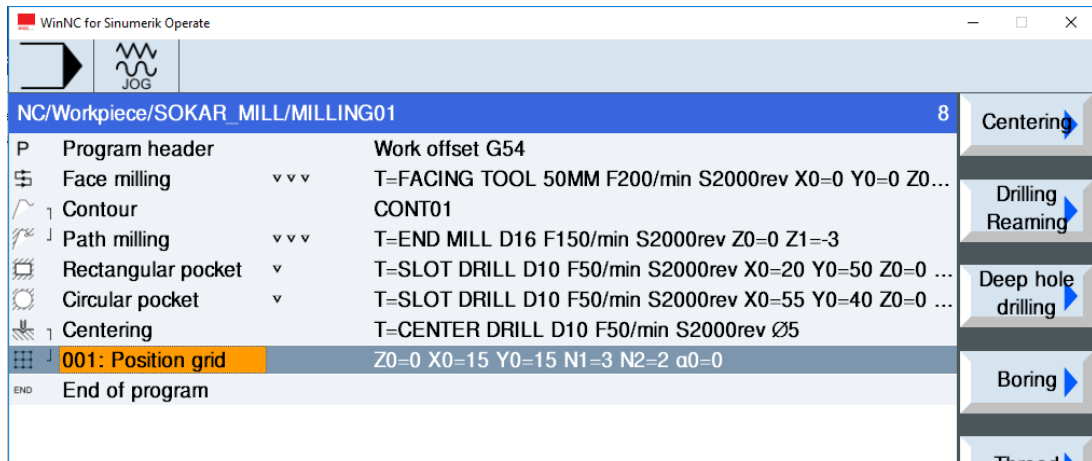 WinNC for Sinumerik Operate
JOG
NC/Workpiece/SOKAR_MILL/MILLING01 8
P Program header Work offset G54
Face milling v v v T=FACING TOOL 50MM F200/min S2000rev X0=0 Y0=0 Z0...
Contour CONT01
Path milling v v v T=END MILL D16 F150/min S2000rev Z0=0 Z1=-3
Rectangular pocket v T=SLOT DRILL D10 F50/min S2000rev X0=20 Y0=50 Z0=0 ...
Circular pocket v T=SLOT DRILL D10 F50/min S2000rev X0=55 Y0=40 Z0=0 ...
Centering T=CENTER DRILL D10 F50/min S2000rev Ø5
001: Position grid Z0=0 X0=15 Y0=15 N1=3 N2=2 α0=0
END End of program
Centering
Drilling
Reaming
Deep hole
drilling
Boring